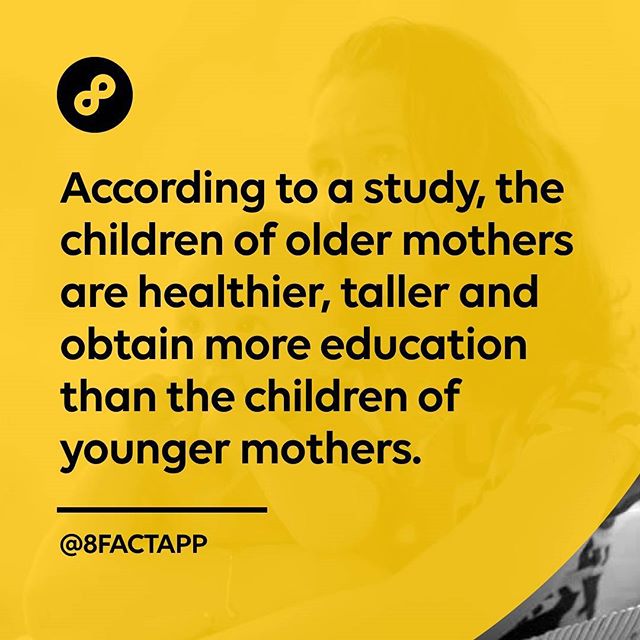 According to a study, the
children of older mothers
are healthier, taller and
obtain more education
than the children of
younger mothers.
@8FACTAPP